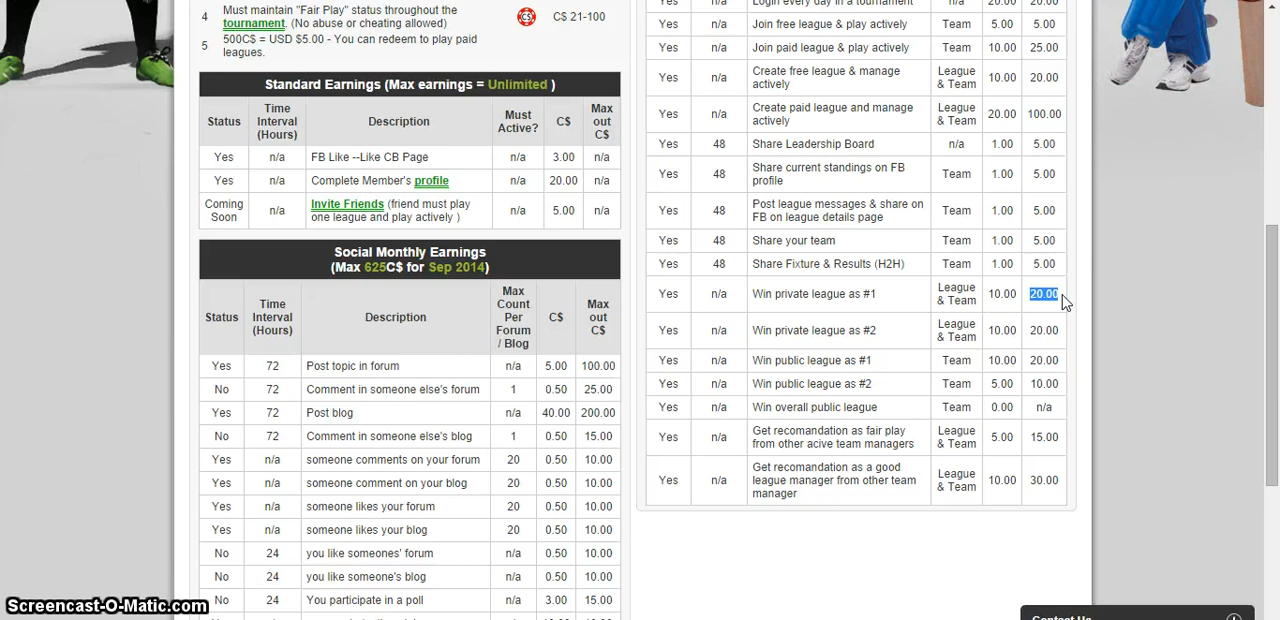 4
Must maintain "Fair Play" status throughout the
tournament. (No abuse or cheating allowed)
5
500C$ = USD $5.00 - You can redeem to play paid
leagues.
C$
C$ 21-100
Standard Earnings (Max earnings = Unlimited )
Status
Time
Interval
(Hours)
Description
Must
Active?
C$
Max
out
C$
Yes n/a FB Like --Like CB Page n/a 3.00 n/a
Yes n/a Complete Member's profile n/a 20.00 n/a
Coming
Soon
n/a
Invite Friends (friend must play
one league and play actively )
n/a 5.00 n/a
Social Monthly Earnings
(Max 625C$ for Sep 2014)
Status
Time
Interval
(Hours)
Description
Max
Count
Per
Forum
/ Blog
C$
Max
out
C$
Yes 72 Post topic in forum n/a 5.00 100.00
No 72 Comment in someone else's forum 1 0.50 25.00
Yes 72 Post blog n/a 40.00 200.00
No 72 Comment in someone else's blog 1 0.50 15.00
Yes n/a someone comments on your forum 20 0.50 10.00
Yes n/a someone comment on your blog 20 0.50 10.00
Yes n/a someone likes your forum 20 0.50 10.00
Yes n/a someone likes your blog 20 0.50 10.00
No 24 you like someones' forum n/a 0.50 10.00
No 24 you like someone's blog n/a 0.50 10.00
No 24 You participate in a poll n/a 3.00 15.00
Yes n/a Login every day in a tournament n/a 20.00 20.00
Yes n/a Join free league & play actively Team 5.00 5.00
Yes n/a Join paid league & play actively Team 10.00 25.00
Yes n/a
Create free league & manage
actively
League
& Team
10.00 20.00
Yes n/a
Create paid league and manage
actively
League
& Team
20.00 100.00
Yes 48 Share Leadership Board n/a 1.00 5.00
Yes 48
Share current standings on FB
profile
Team 1.00 5.00
Yes 48
Post league messages & share on
FB on league details page
Team 1.00 5.00
Yes 48 Share your team Team 1.00 5.00
Yes 48 Share Fixture & Results (H2H) Team 1.00 5.00
Yes n/a Win private league as #1
League
& Team
10.00 20.00
Yes n/a Win private league as #2
League
& Team
10.00 20.00
Yes n/a Win public league as #1 Team 10.00 20.00
Yes n/a Win public league as #2 Team 5.00 10.00
Yes n/a Win overall public league Team 0.00 n/a
Yes n/a
Get recomandation as fair play
from other acive team managers
League
& Team
5.00 15.00
Yes n/a
Get recomandation as a good
league manager from other team
manager
League
& Team
10.00 30.00
Contact Us
Screencast-O-Matic.com